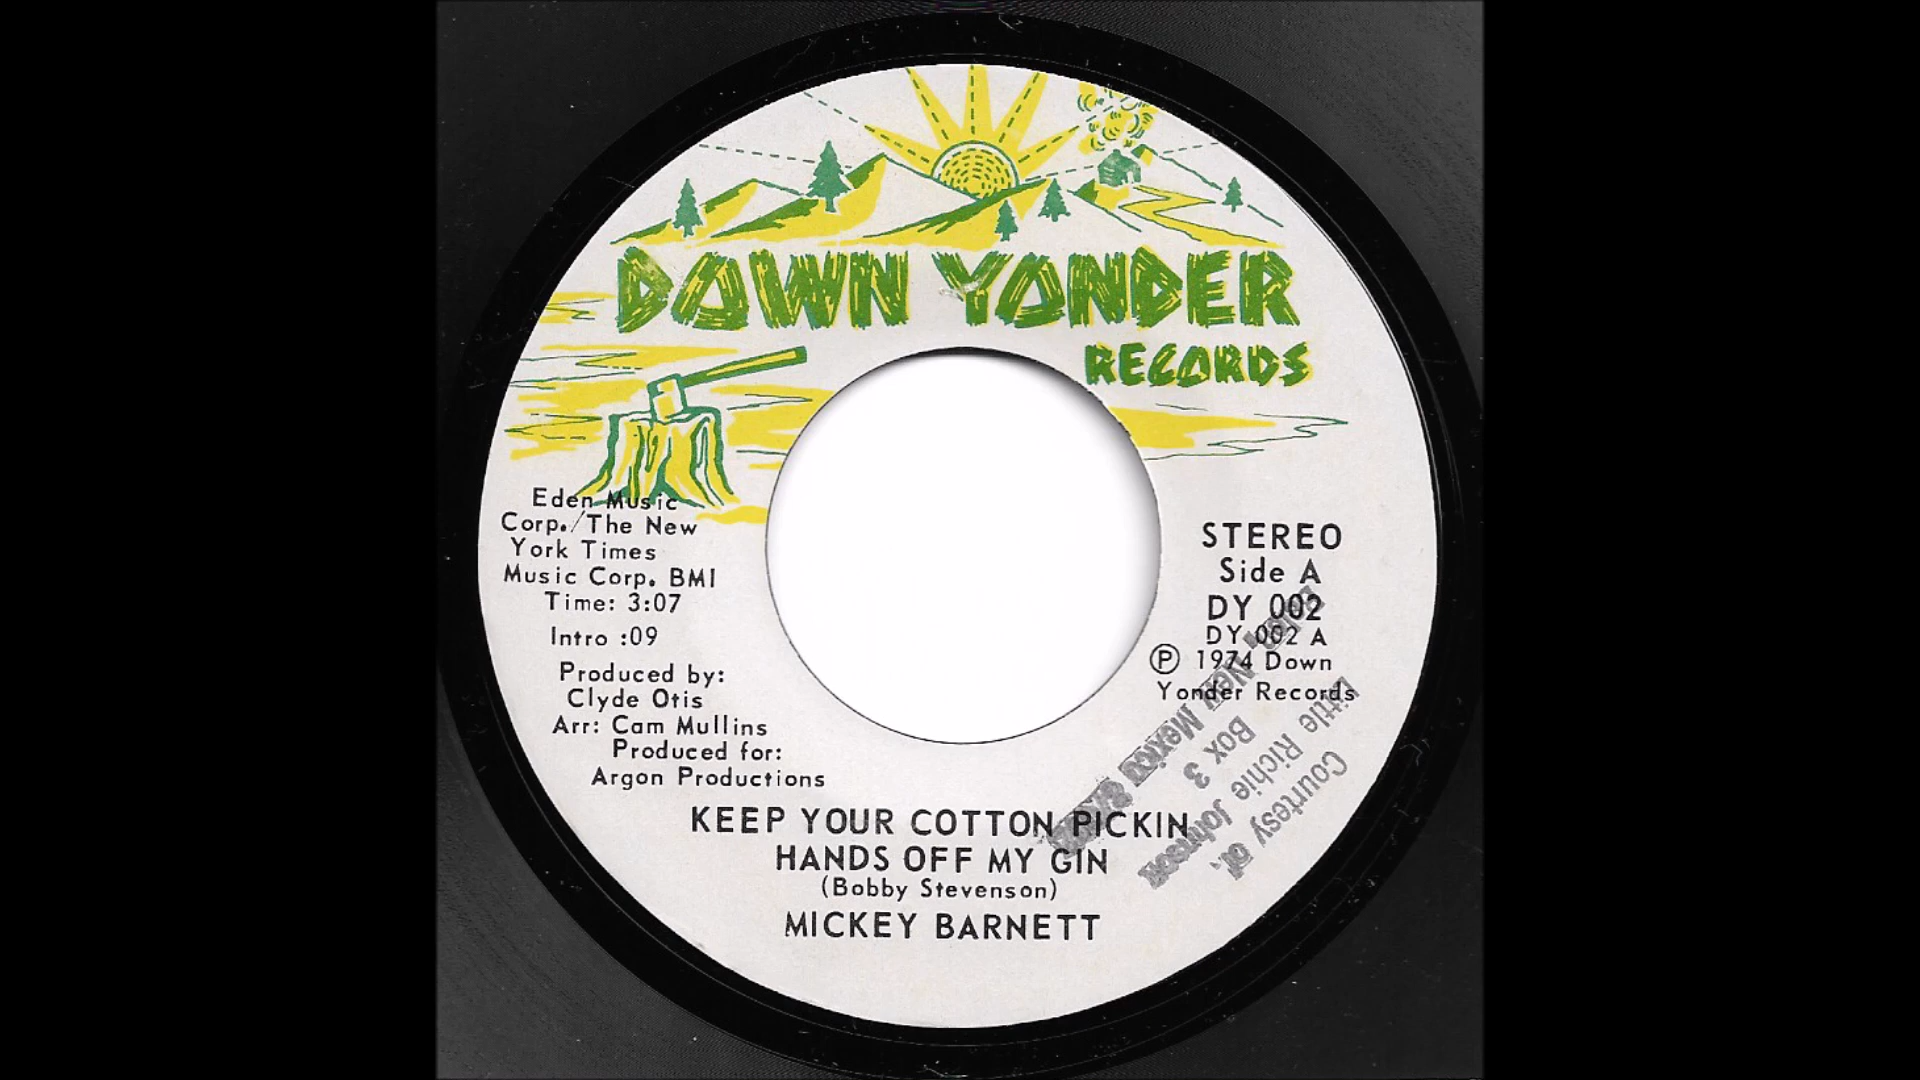 DOWN YONDER
RECORDS
Eden Music
Corp./The New
York Times
Music Corp. BMI
Time: 3:07
Intro :09
Produced by:
Clyde Otis
Arr: Cam Mullins
Produced for:
Argon Productions
STEREO
Side A
DY 002
DY 002 A
Ⓟ 1974 Down
Yonder Records
KEEP YOUR COTTON PICKIN
HANDS OFF MY GIN
(Bobby Stevenson)
MICKEY BARNETT
Courtesy of,
Little Richie Johnson
Box 3
New Mexico